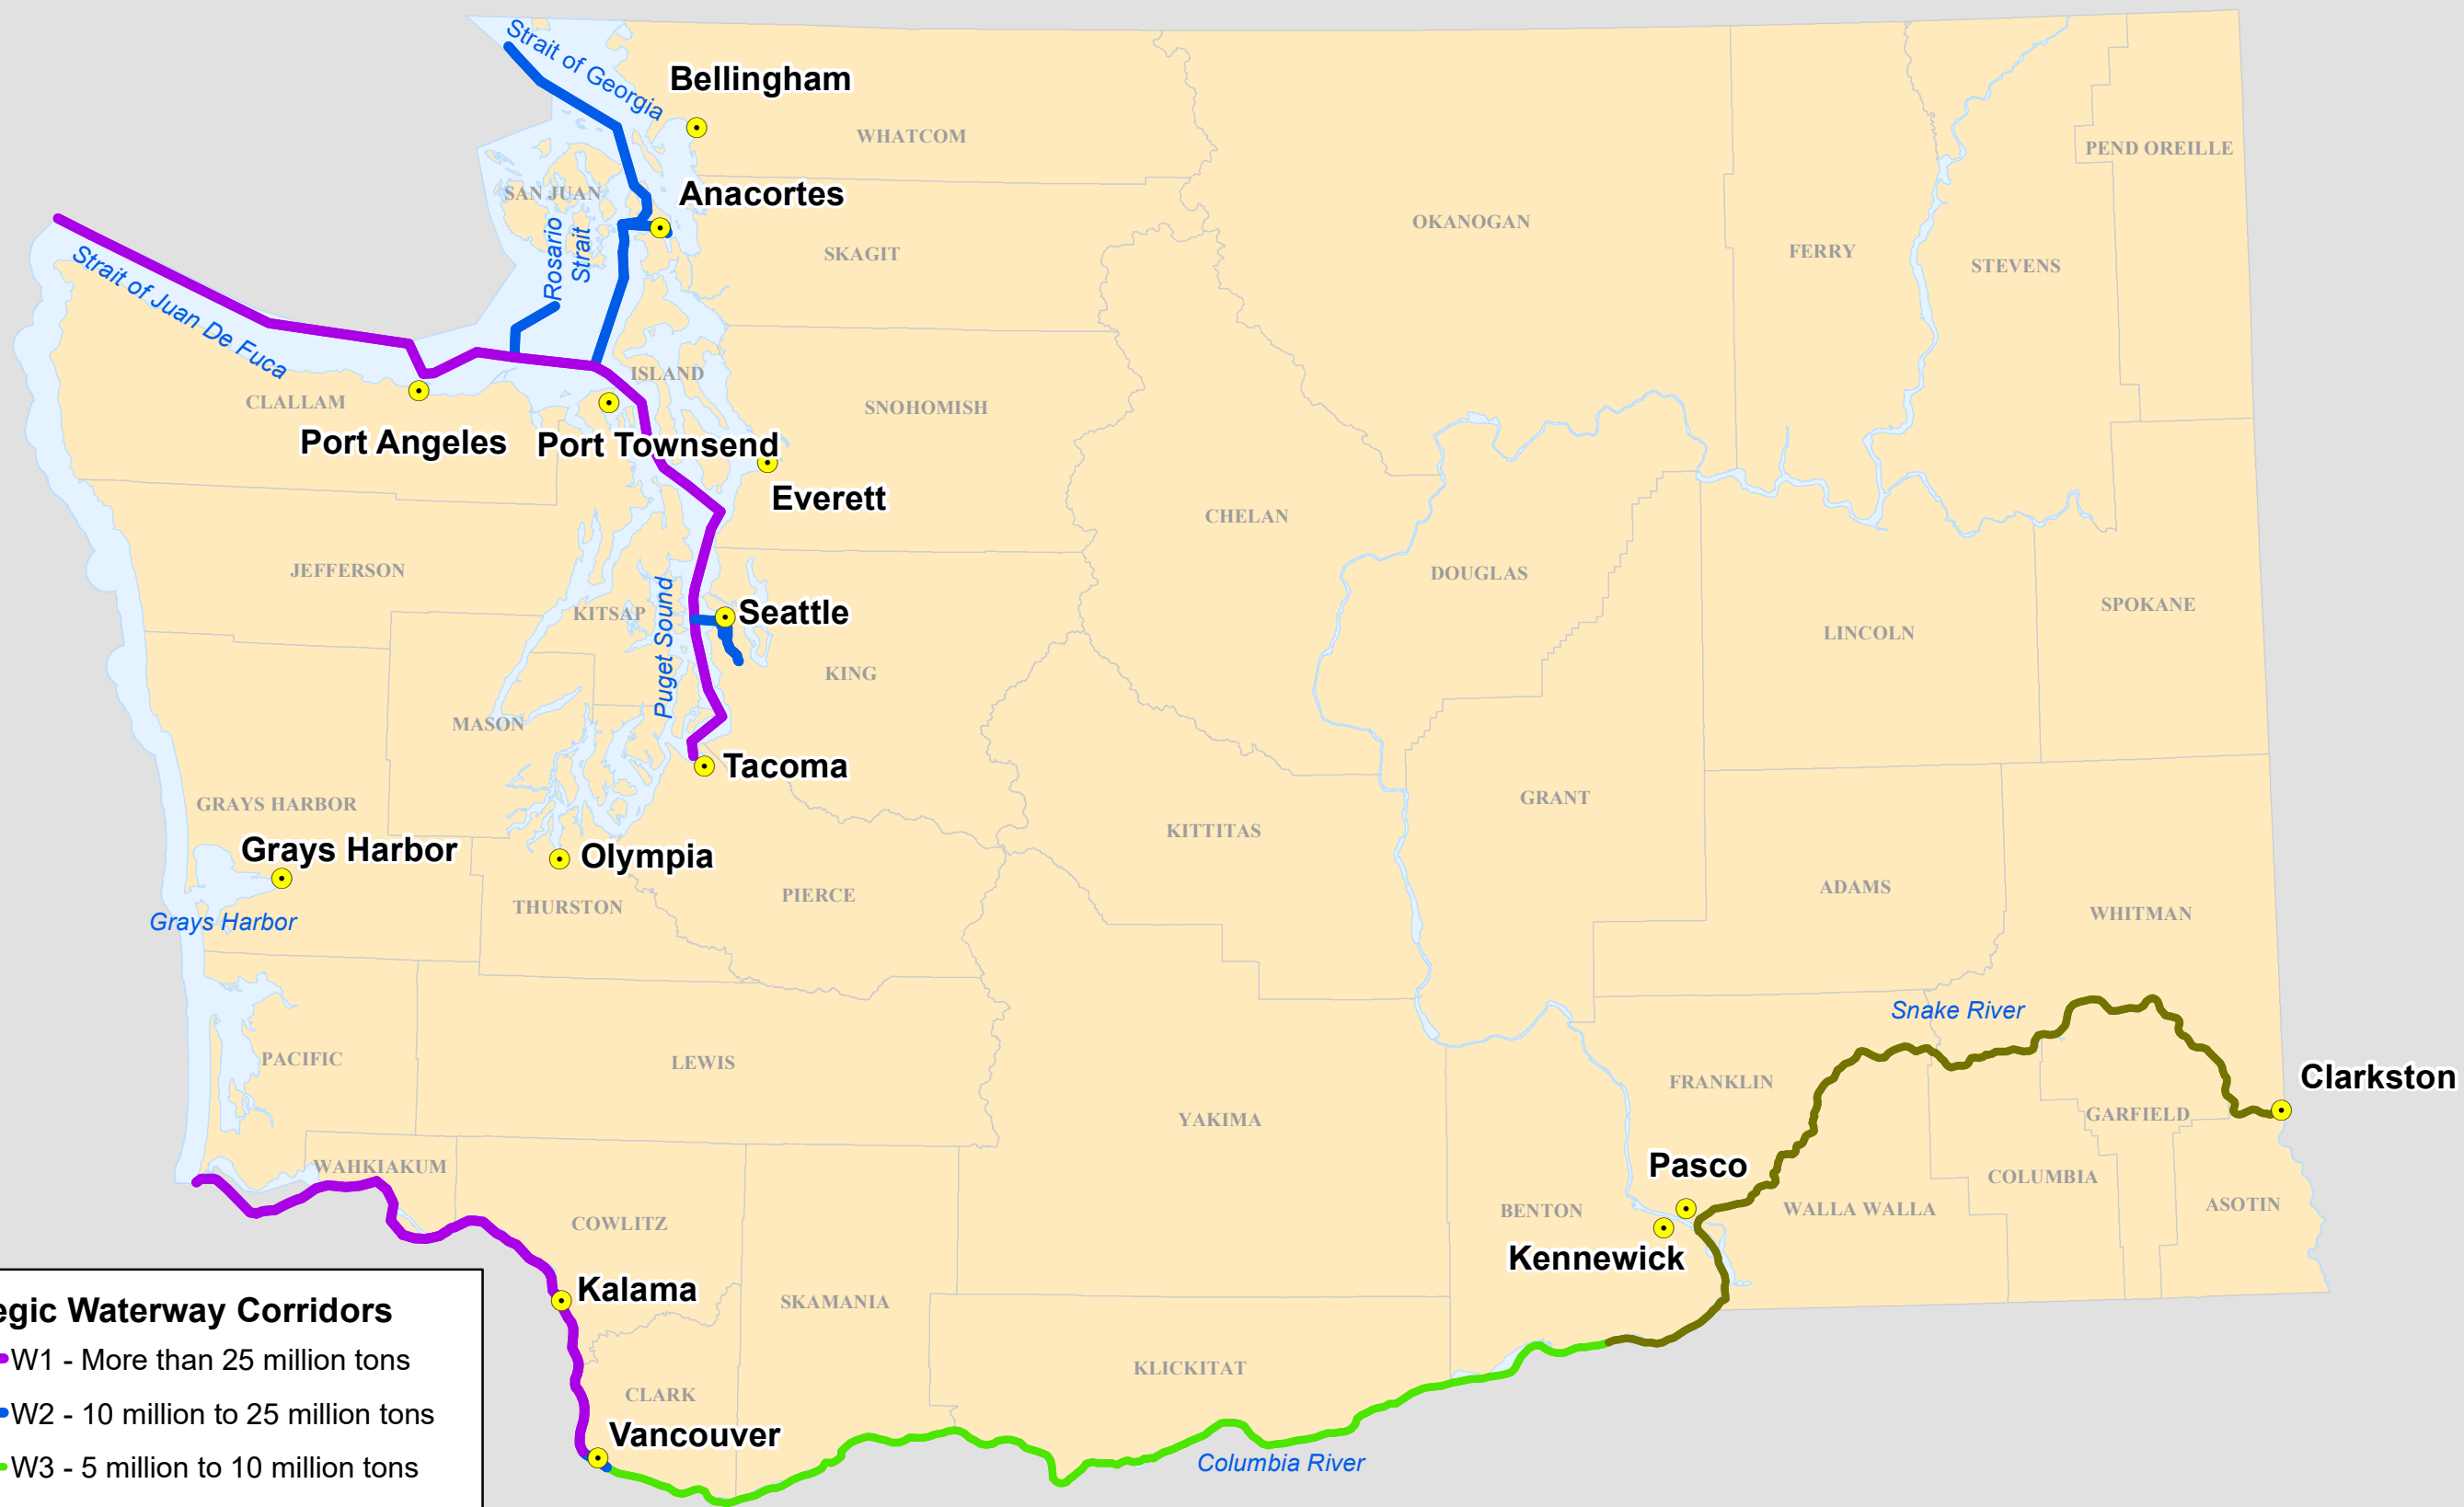 Strait of Georgia
Bellingham
WHATCOM
PEND OREILLE
SAN JUAN
Anacortes
OKANOGAN
FERRY
STEVENS
SKAGIT
Rosario
Strait
Strait of Juan De Fuca
ISLAND
CLALLAM
SNOHOMISH
Port Angeles
Port Townsend
Everett
CHELAN
JEFFERSON
DOUGLAS
SPOKANE
KITSAP
Puget Sound
Seattle
LINCOLN
KING
MASON
Tacoma
GRAYS HARBOR
GRANT
KITTITAS
Grays Harbor
Olympia
ADAMS
PIERCE
THURSTON
WHITMAN
Grays Harbor
Snake River
PACIFIC
LEWIS
FRANKLIN
Clarkston
GARFIELD
YAKIMA
WAHKIAKUM
Pasco
COLUMBIA
ASOTIN
BENTON
WALLA WALLA
COWLITZ
Kennewick
Kalama
SKAMANIA
KLICKITAT
CLARK
Vancouver
Columbia River
egic Waterway Corridors
W1 - More than 25 million tons
W2 - 10 million to 25 million tons
W3 - 5 million to 10 million tons